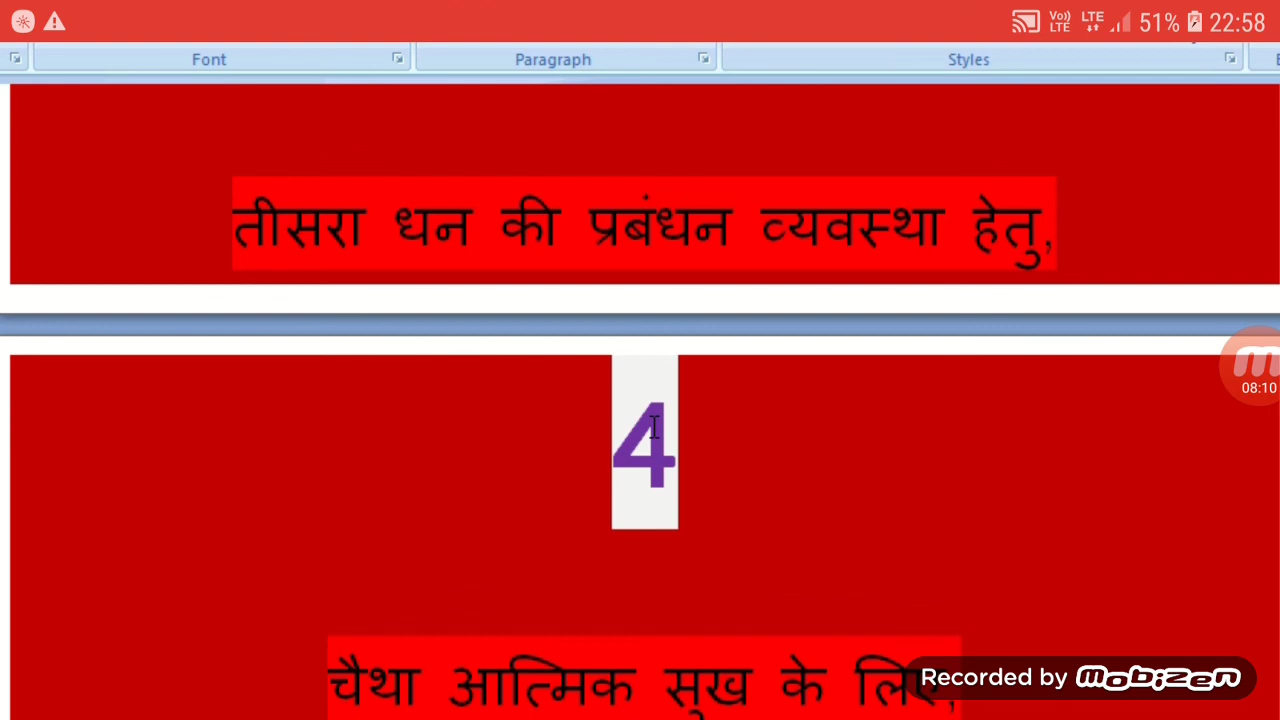 51% 22:58
Font Paragraph Styles
तीसरा धन की प्रबंधन व्यवस्था हेतु,
08:10
4
चैथा आत्मिक सुख के लिए,
Recorded by MOBIZEN